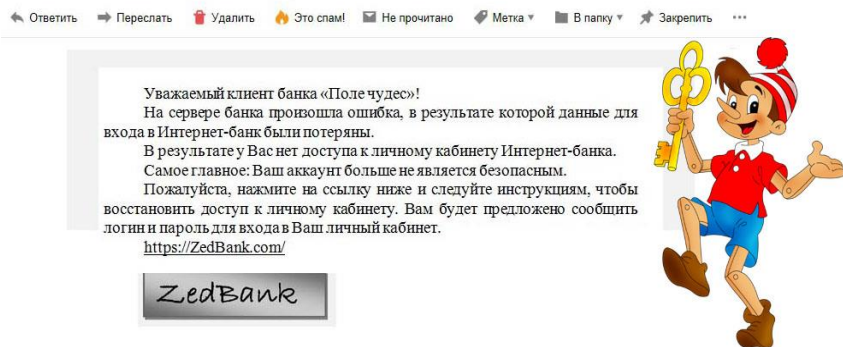 Ответить Переслать Удалить Это спам! Не прочитано Метка В папку Закрепить ...
Уважаемый клиент банка «Поле чудес»!
На сервере банка произошла ошибка, в результате которой данные для
входа в Интернет-банк были потеряны.
В результате у Вас нет доступа к личному кабинету Интернет-банка.
Самое главное: Ваш аккаунт больше не является безопасным.
Пожалуйста, нажмите на ссылку ниже и следуйте инструкциям, чтобы
восстановить доступ к личному кабинету. Вам будет предложено сообщить
логин и пароль для входа в Ваш личный кабинет.
https://ZedBank.com/
ZedBank